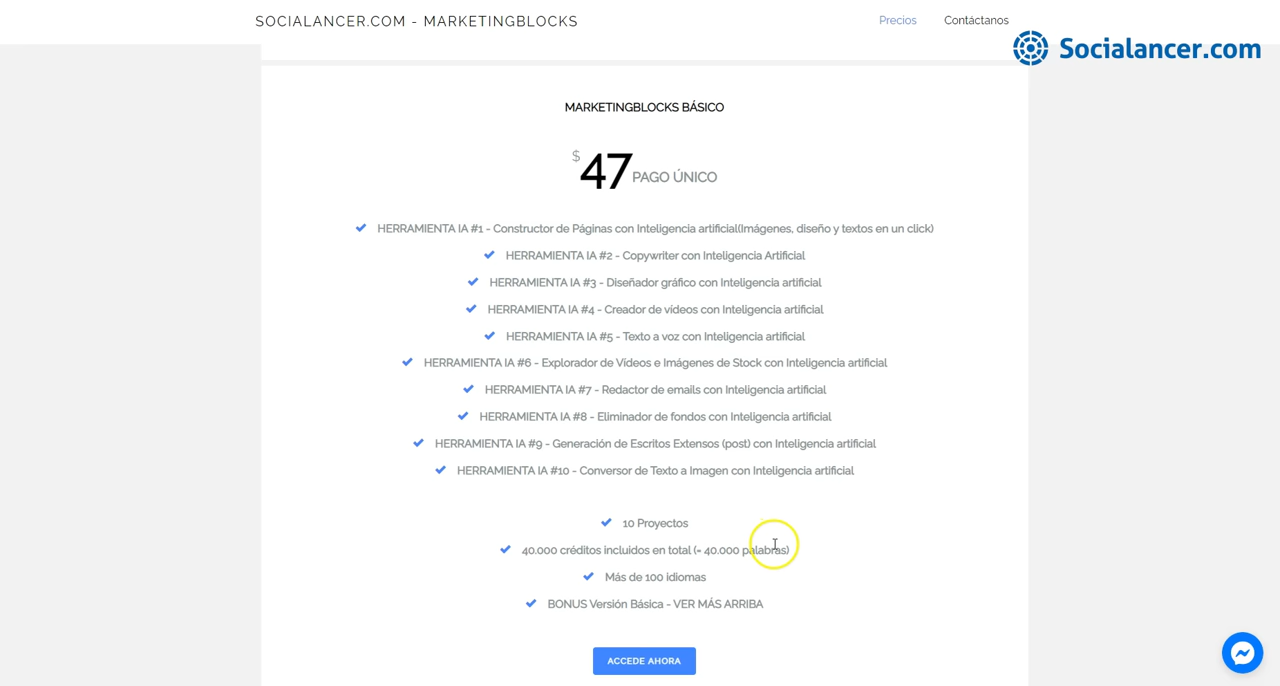 SOCIALANCER.COM - MARKETINGBLOCKS
Precios
Contáctanos
Socialancer.com
MARKETINGBLOCKS BÁSICO
$47 PAGO ÚNICO
HERRAMIENTA IA #1 - Constructor de Páginas con Inteligencia artificial(Imágenes, diseño y textos en un click)
HERRAMIENTA IA #2 - Copywriter con Inteligencia Artificial
HERRAMIENTA IA #3 - Diseñador gráfico con Inteligencia artificial
HERRAMIENTA IA #4 - Creador de vídeos con Inteligencia artificial
HERRAMIENTA IA #5 - Texto a voz con Inteligencia artificial
HERRAMIENTA IA #6 - Explorador de Vídeos e Imágenes de Stock con Inteligencia artificial
HERRAMIENTA IA #7 - Redactor de emails con Inteligencia artificial
HERRAMIENTA IA #8 - Eliminador de fondos con Inteligencia artificial
HERRAMIENTA IA #9 - Generación de Escritos Extensos (post) con Inteligencia artificial
HERRAMIENTA IA #10 - Conversor de Texto a Imagen con Inteligencia artificial
10 Proyectos
40.000 créditos incluidos en total (= 40.000 palabras)
Más de 100 idiomas
BONUS Versión Básica - VER MÁS ARRIBA
ACCEDE AHORA